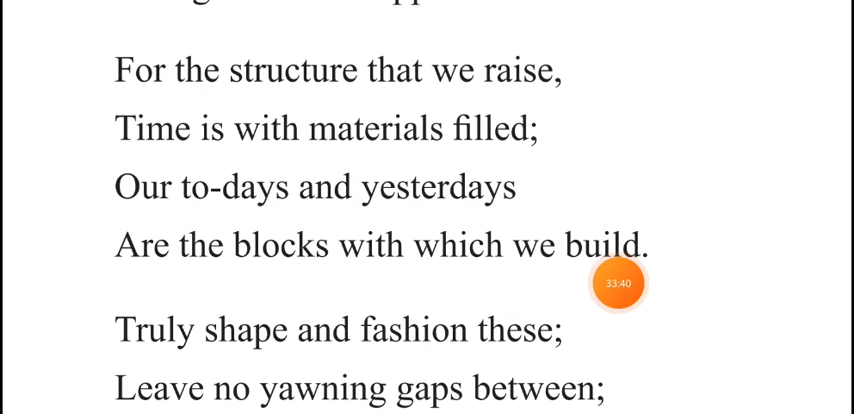 For the structure that we raise,
Time is with materials filled;
Our to-days and yesterdays
Are the blocks with which we build.
33:40
Truly shape and fashion these;
Leave no yawning gaps between;